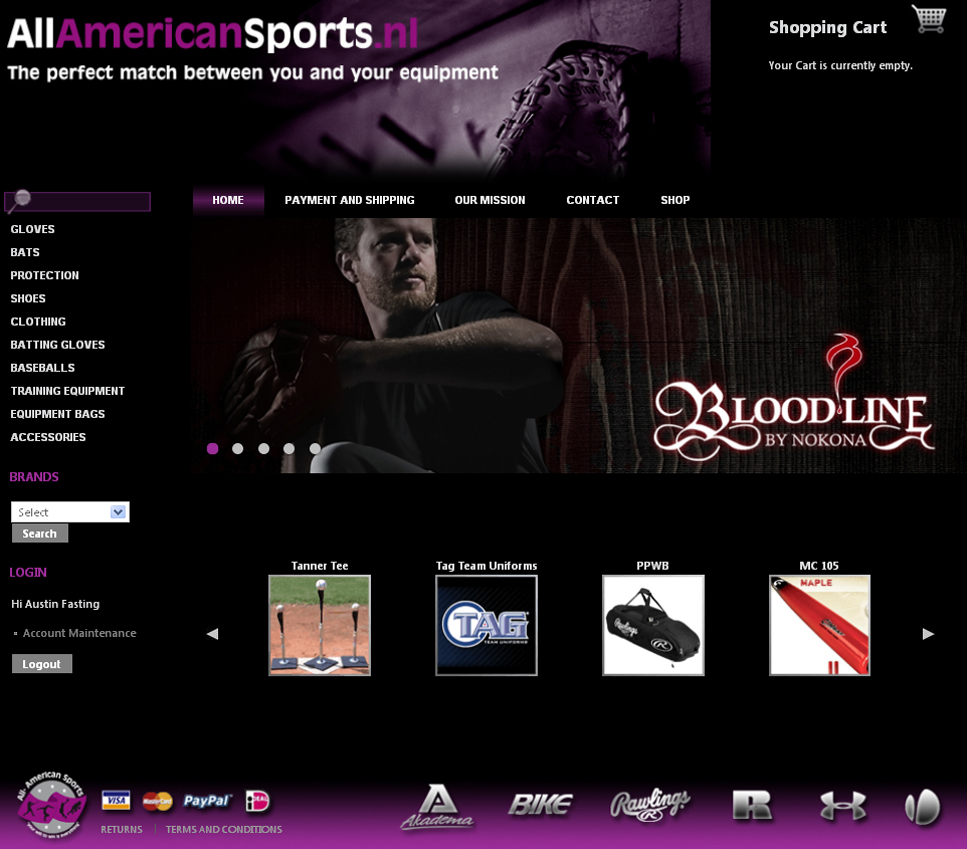 AllAmericanSports.nl
The perfect match between you and your equipment
Shopping Cart
Your Cart is currently empty.
HOME
PAYMENT AND SHIPPING
OUR MISSION
CONTACT
SHOP
GLOVES
BATS
PROTECTION
SHOES
CLOTHING
BATTING GLOVES
BASEBALLS
TRAINING EQUIPMENT
EQUIPMENT BAGS
ACCESSORIES
BLOODLINE
BY NOKONA
BRANDS
Select
Search
LOGIN
Hi Austin Fasting
Account Maintenance
Logout
Tanner Tee
Tag Team Uniforms
PPWB
MC 105
TAG
TEAM UNIFORMS
Rawlings
R
MAPLE
All-American Sports
VISA
MasterCard
PayPal
iDEAL
RETURNS
TERMS AND CONDITIONS
Akadema
BIKE
Rawlings
R